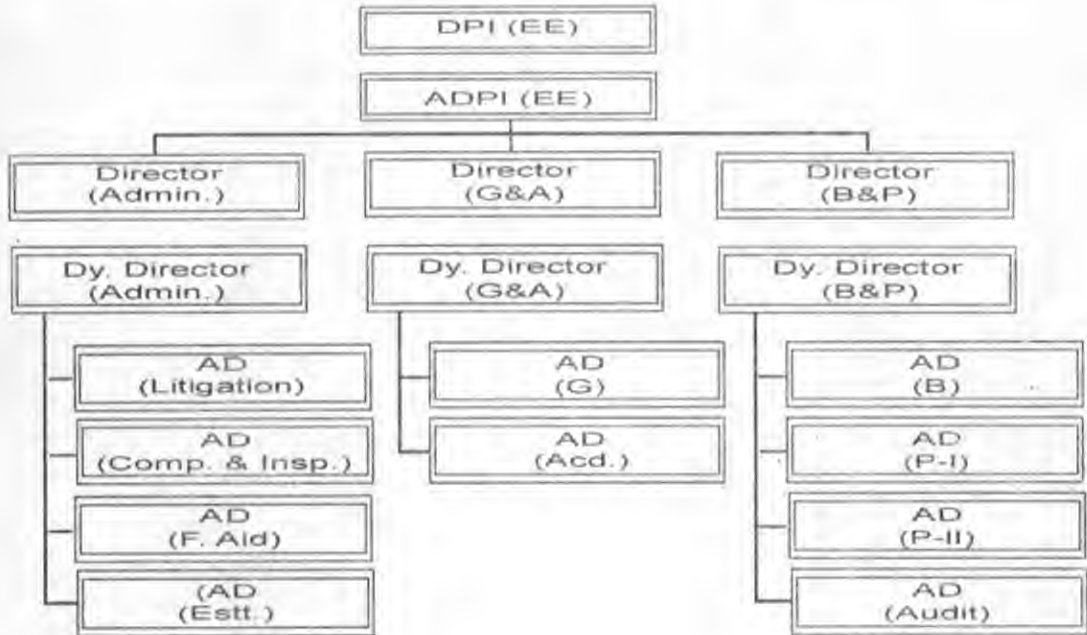 DPI (EE)
ADPI (EE)
Director
(Admin.)
Director
(G&A)
Director
(B&P)
Dy. Director
(Admin.)
Dy. Director
(G&A)
Dy. Director
(B&P)
AD
(Litigation)
AD
(Comp. & Insp.)
AD
(F. Aid)
(AD
(Estt.)
AD
(G)
AD
(Acd.)
AD
(B)
AD
(P-I)
AD
(P-II)
AD
(Audit)